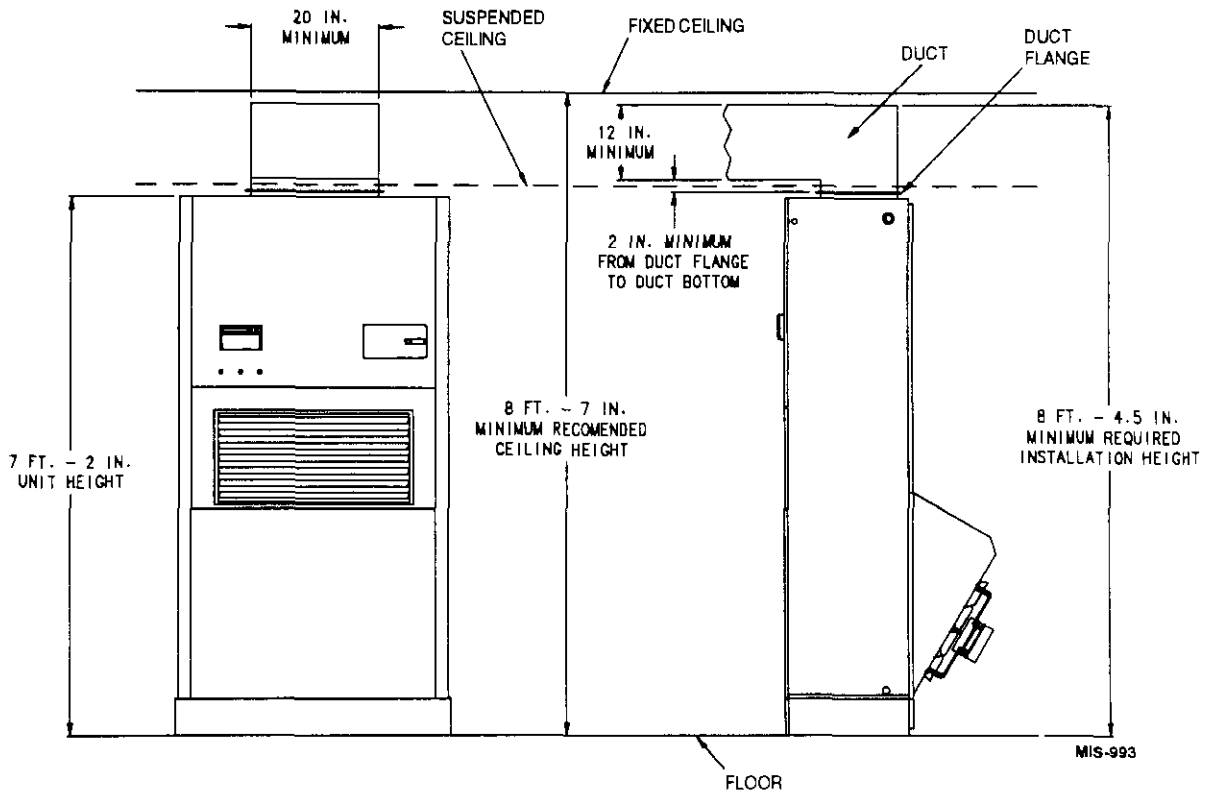 20 IN.
MINIMUM
SUSPENDED
CEILING
FIXED CEILING
DUCT
DUCT
FLANGE
12 IN.
MINIMUM
2 IN. MINIMUM
FROM DUCT FLANGE
TO DUCT BOTTOM
7 FT. - 2 IN.
UNIT HEIGHT
8 FT. - 7 IN.
MINIMUM RECOMENDED
CEILING HEIGHT
8 FT. - 4.5 IN.
MINIMUM REQUIRED
INSTALLATION HEIGHT
MIS-993
FLOOR